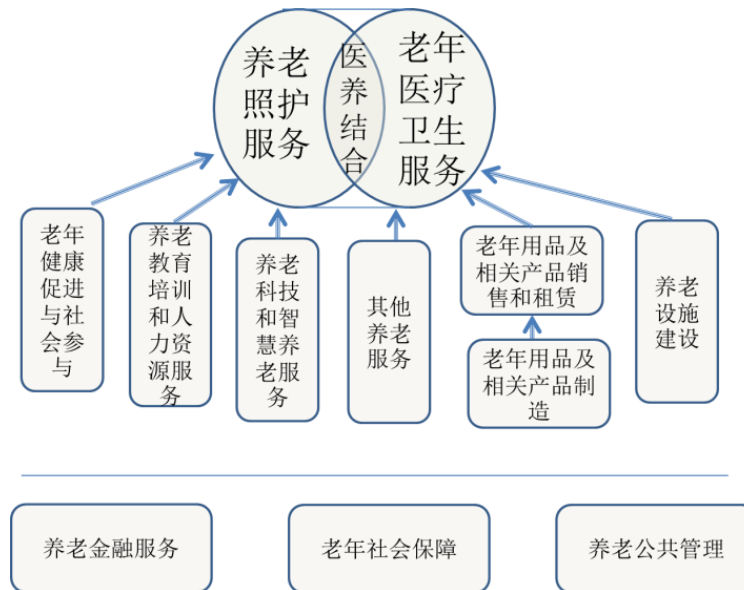 养老
照护
服务
医
养
结
合
老年
医疗
卫生
服务
老年
健康
促进
与社
会参
与
养老
教育
培训
和人
力资
源服
务
养老
科技
和智
慧养
老服
务
其他
养老
服务
老年用品及
相关产品销
售和租赁
老年用品及
相关产品制
造
养老
设施
建设
养老金融服务
老年社会保障
养老公共管理